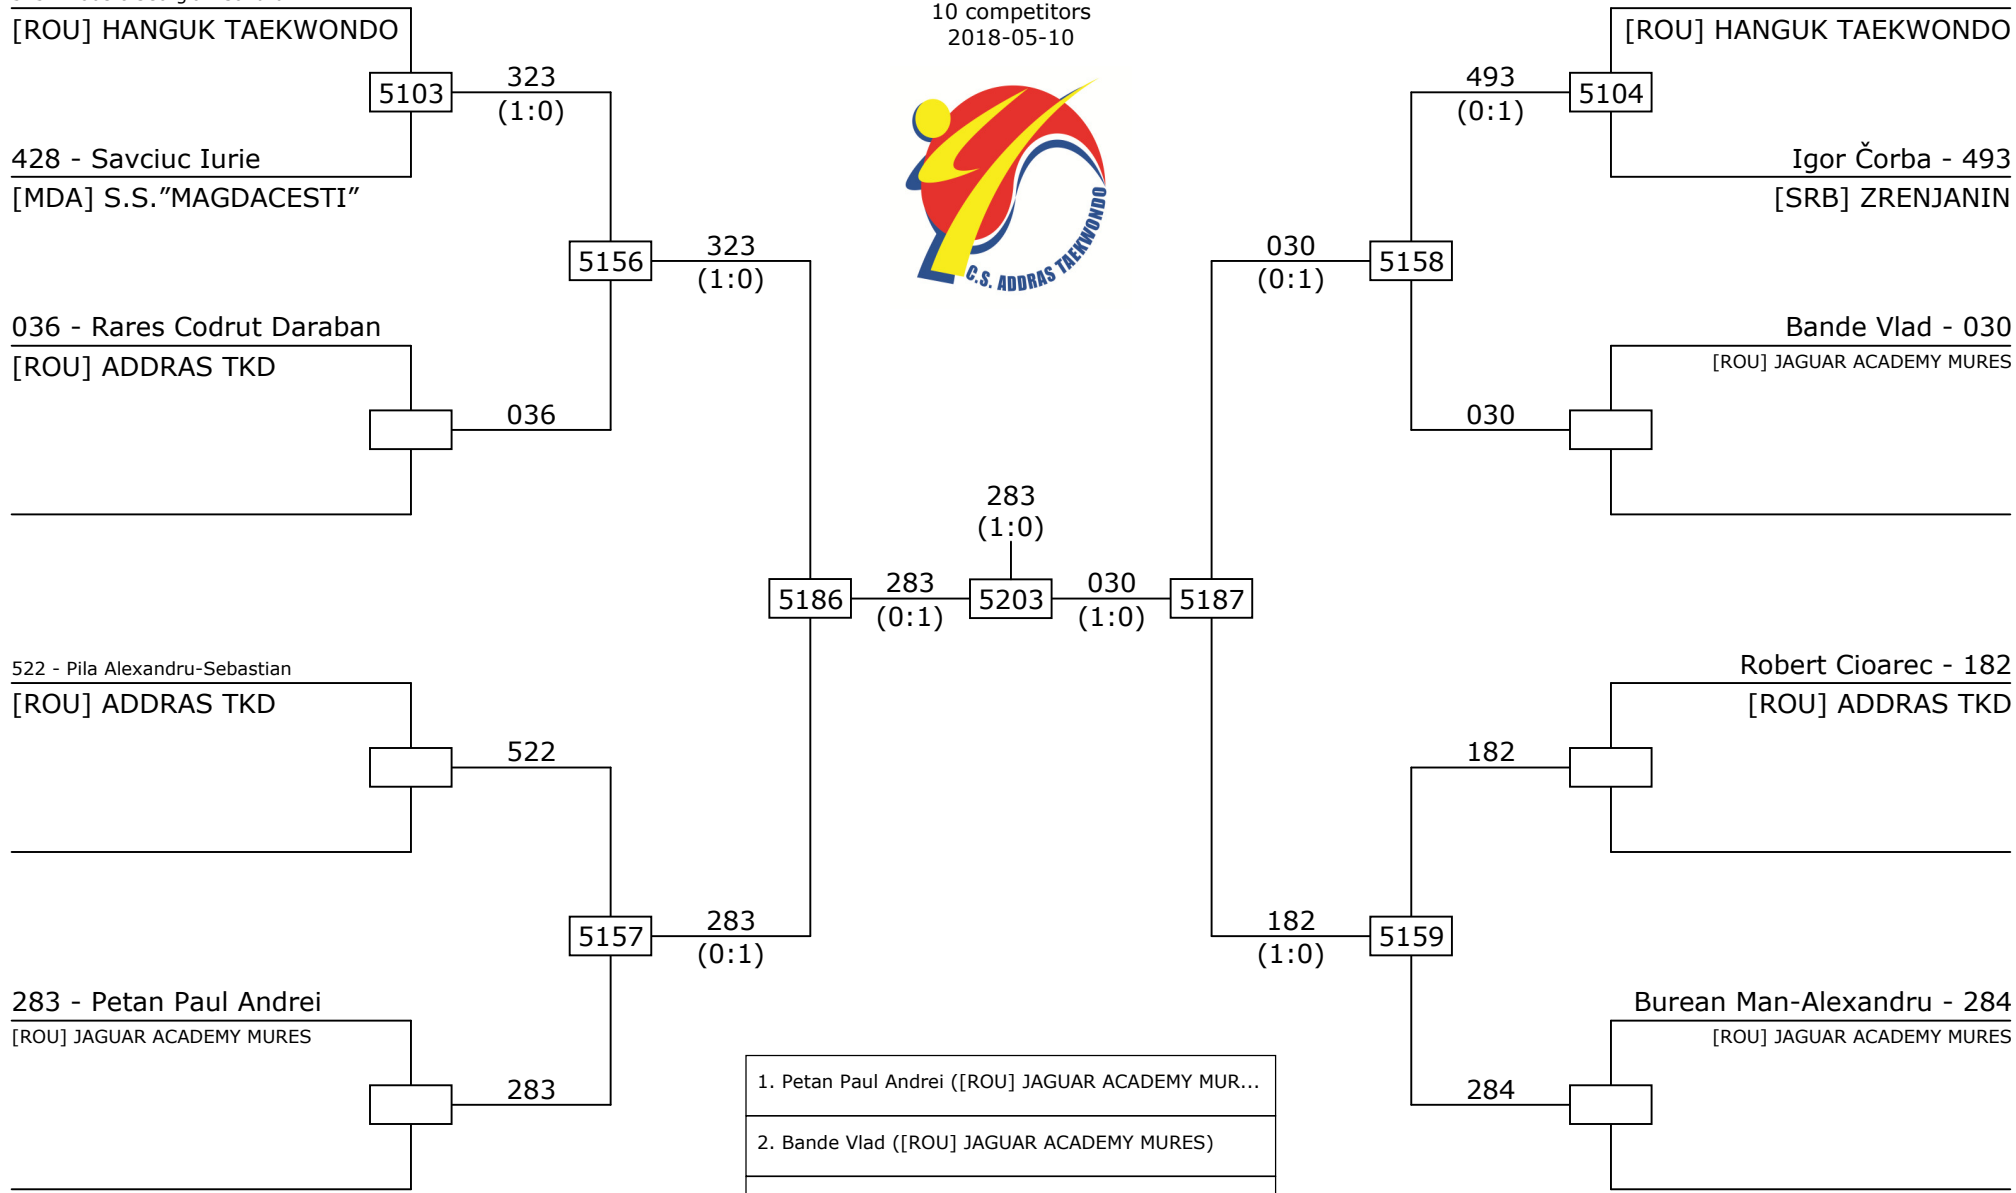 [ROU] HANGUK TAEKWONDO
5103
323
(1:0)
428 - Savciuc Iurie
[MDA] S.S."MAGDACESTI"
5156
323
(1:0)
036 - Rares Codrut Daraban
[ROU] ADDRAS TKD
036
522 - Pila Alexandru-Sebastian
[ROU] ADDRAS TKD
522
5157
283
(0:1)
283 - Petan Paul Andrei
[ROU] JAGUAR ACADEMY MURES
283
10 competitors
2018-05-10
C.S. ADDRAS TAEKWONDO
283
(1:0)
5186
283
(0:1)
5203
030
(1:0)
5187
[ROU] HANGUK TAEKWONDO
493
(0:1)
5104
Igor Čorba - 493
[SRB] ZRENJANIN
030
(0:1)
5158
Bande Vlad - 030
[ROU] JAGUAR ACADEMY MURES
030
Robert Cioarec - 182
[ROU] ADDRAS TKD
182
182
(1:0)
5159
Burean Man-Alexandru - 284
[ROU] JAGUAR ACADEMY MURES
284
1. Petan Paul Andrei ([ROU] JAGUAR ACADEMY MUR...
2. Bande Vlad ([ROU] JAGUAR ACADEMY MURES)